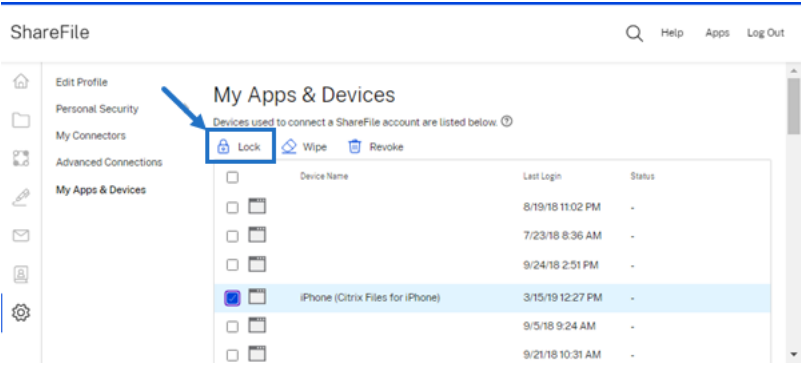 ShareFile
Help Apps Log Out
Edit Profile
Personal Security
My Connectors
Advanced Connections
My Apps & Devices
My Apps & Devices
Devices used to connect a ShareFile account are listed below. ?
Lock Wipe Revoke
Device Name Last Login Status
8/19/18 11:02 PM -
7/23/18 8:36 AM -
9/24/18 2:51 PM -
iPhone (Citrix Files for iPhone) 3/15/19 12:27 PM -
9/5/18 9:24 AM -
9/21/18 10:31 AM -